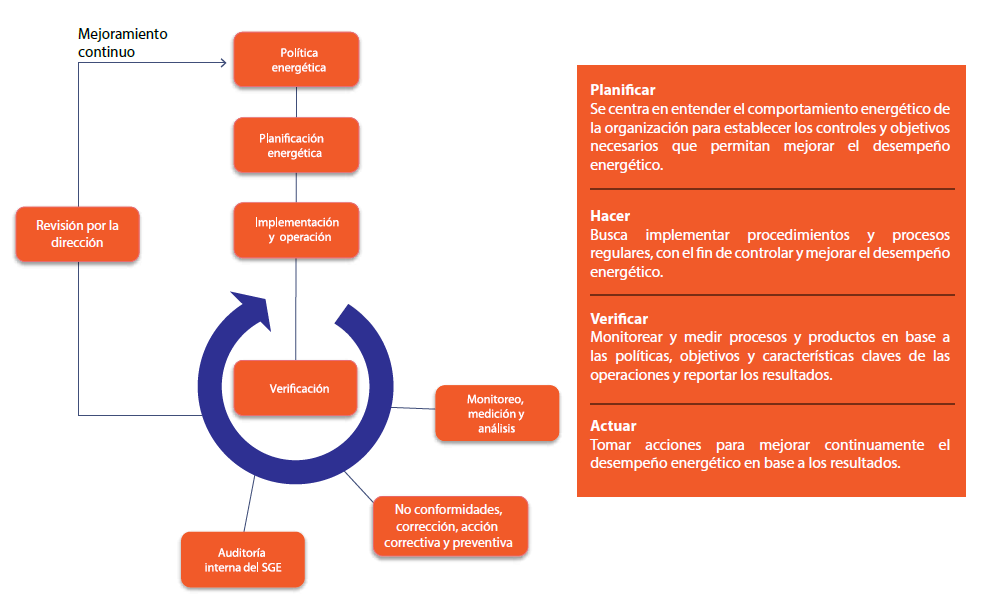 Mejoramiento
continuo
Política
energética
Planificación
energética
Implementación
y operación
Revisión por la
dirección
Verificación
Monitoreo,
medición y
análisis
No conformidades,
corrección, acción
correctiva y preventiva
Auditoría
interna del SGE
Planificar
Se centra en entender el comportamiento energético de
la organización para establecer los controles y objetivos
necesarios que permitan mejorar el desempeño
energético.
Hacer
Busca implementar procedimientos y procesos
regulares, con el fin de controlar y mejorar el desempeño
energético.
Verificar
Monitorear y medir procesos y productos en base a
las políticas, objetivos y características claves de las
operaciones y reportar los resultados.
Actuar
Tomar acciones para mejorar continuamente el
desempeño energético en base a los resultados.